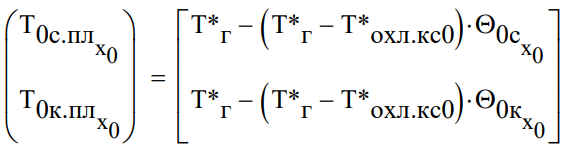 T0с.плx0 = T*г − (T*г − T*охл.кс0)·Θ0сx0
T0к.плx0 T*г − (T*г − T*охл.кс0)·Θ0кx0